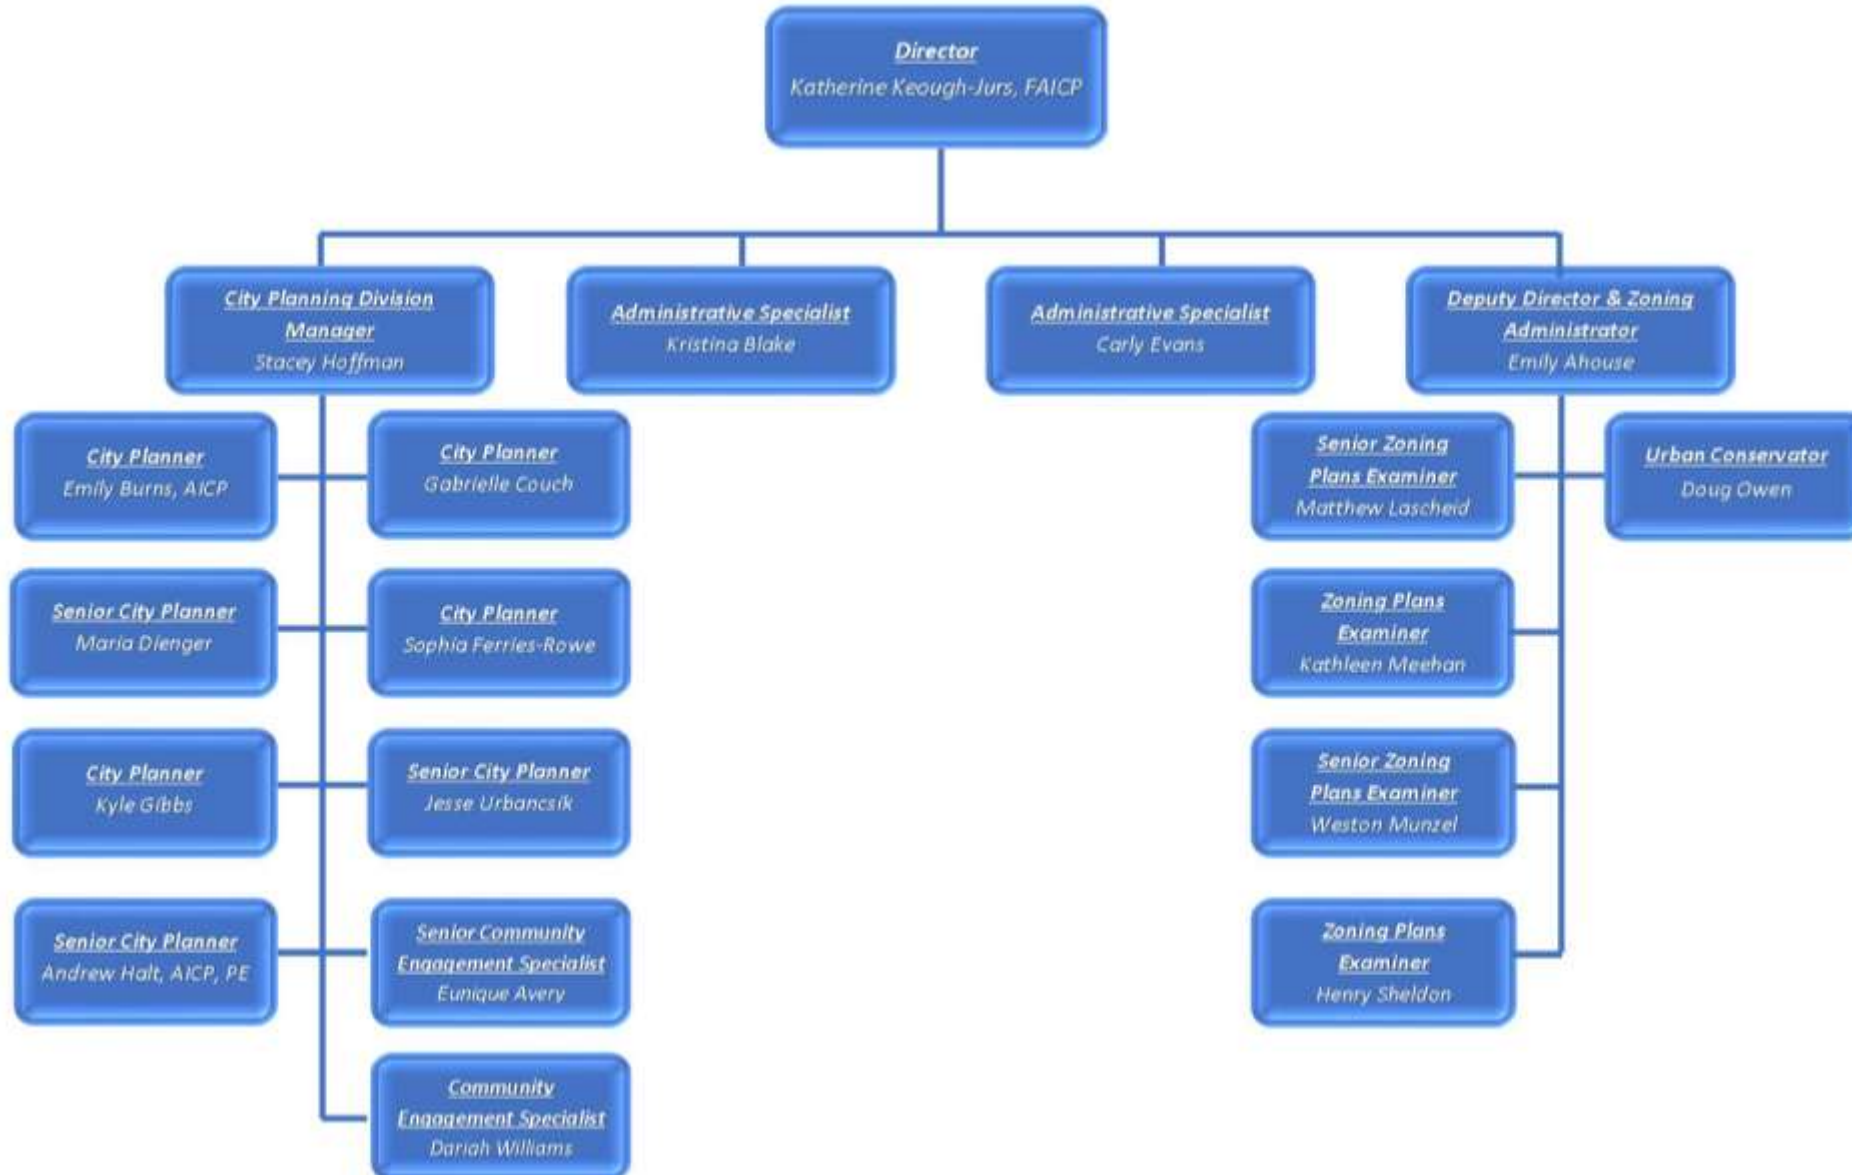 Director
Katherine Keough-Jurs, FAICP
City Planning Division
Manager
Stacey Hoffman
Administrative Specialist
Kristina Blake
Administrative Specialist
Carly Evans
Deputy Director & Zoning
Administrator
Emily Ahouse
City Planner
Emily Burns, AICP
City Planner
Gabrielle Couch
Senior Zoning
Plans Examiner
Matthew Lascheid
Urban Conservator
Doug Owen
Senior City Planner
Maria Dienger
City Planner
Sophia Ferries-Rowe
Zoning Plans
Examiner
Kathleen Meehan
City Planner
Kyle Gibbs
Senior City Planner
Jesse Urbancsik
Senior Zoning
Plans Examiner
Weston Munzel
Senior City Planner
Andrew Halt, AICP, PE
Senior Community
Engagement Specialist
Eunique Avery
Zoning Plans
Examiner
Henry Sheldon
Community
Engagement Specialist
Dariah Williams